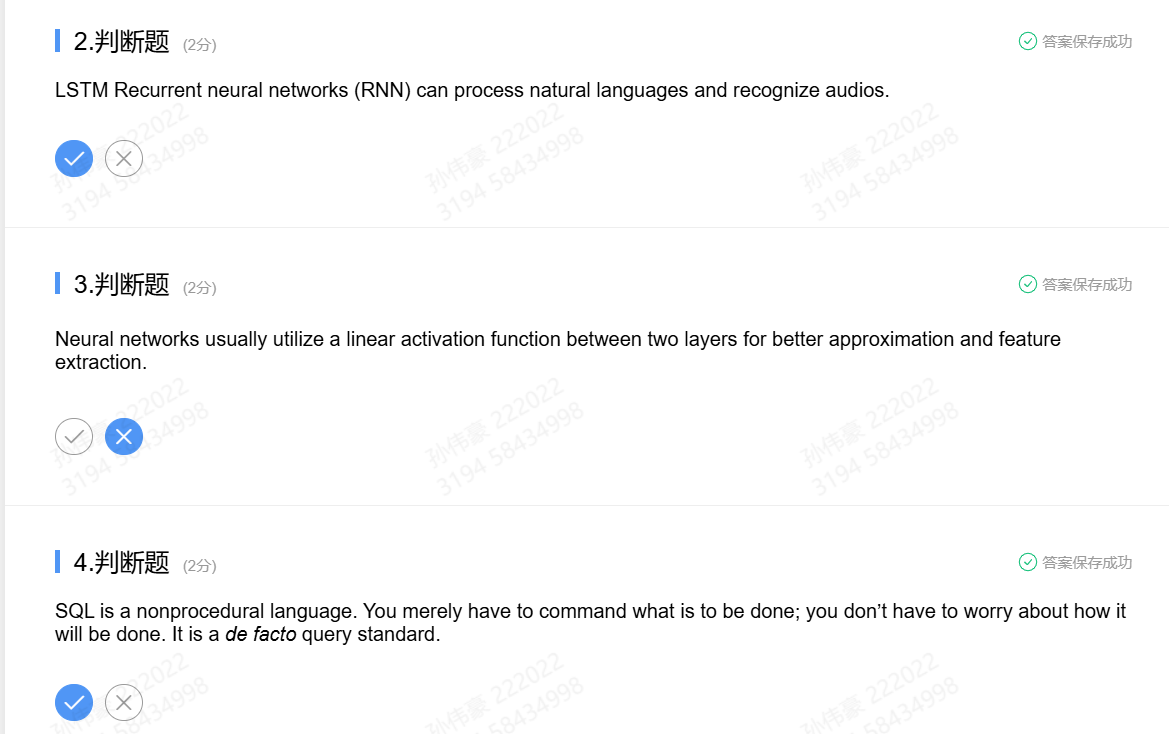 2.判断题 (2分) 答案保存成功
LSTM Recurrent neural networks (RNN) can process natural languages and recognize audios.
孙伟豪 222022
3194 58434998
孙伟豪 222022
3194 58434998
孙伟豪 222022
3194 58434998
3.判断题 (2分) 答案保存成功
Neural networks usually utilize a linear activation function between two layers for better approximation and feature
extraction.
孙伟豪 222022
3194 58434998
孙伟豪 222022
3194 58434998
孙伟豪 222022
3194 58434998
4.判断题 (2分) 答案保存成功
SQL is a nonprocedural language. You merely have to command what is to be done; you don’t have to worry about how it
will be done. It is a de facto query standard.
孙伟豪 222022
58434998
孙伟豪 222022
58434998
孙伟豪 222022
58434998